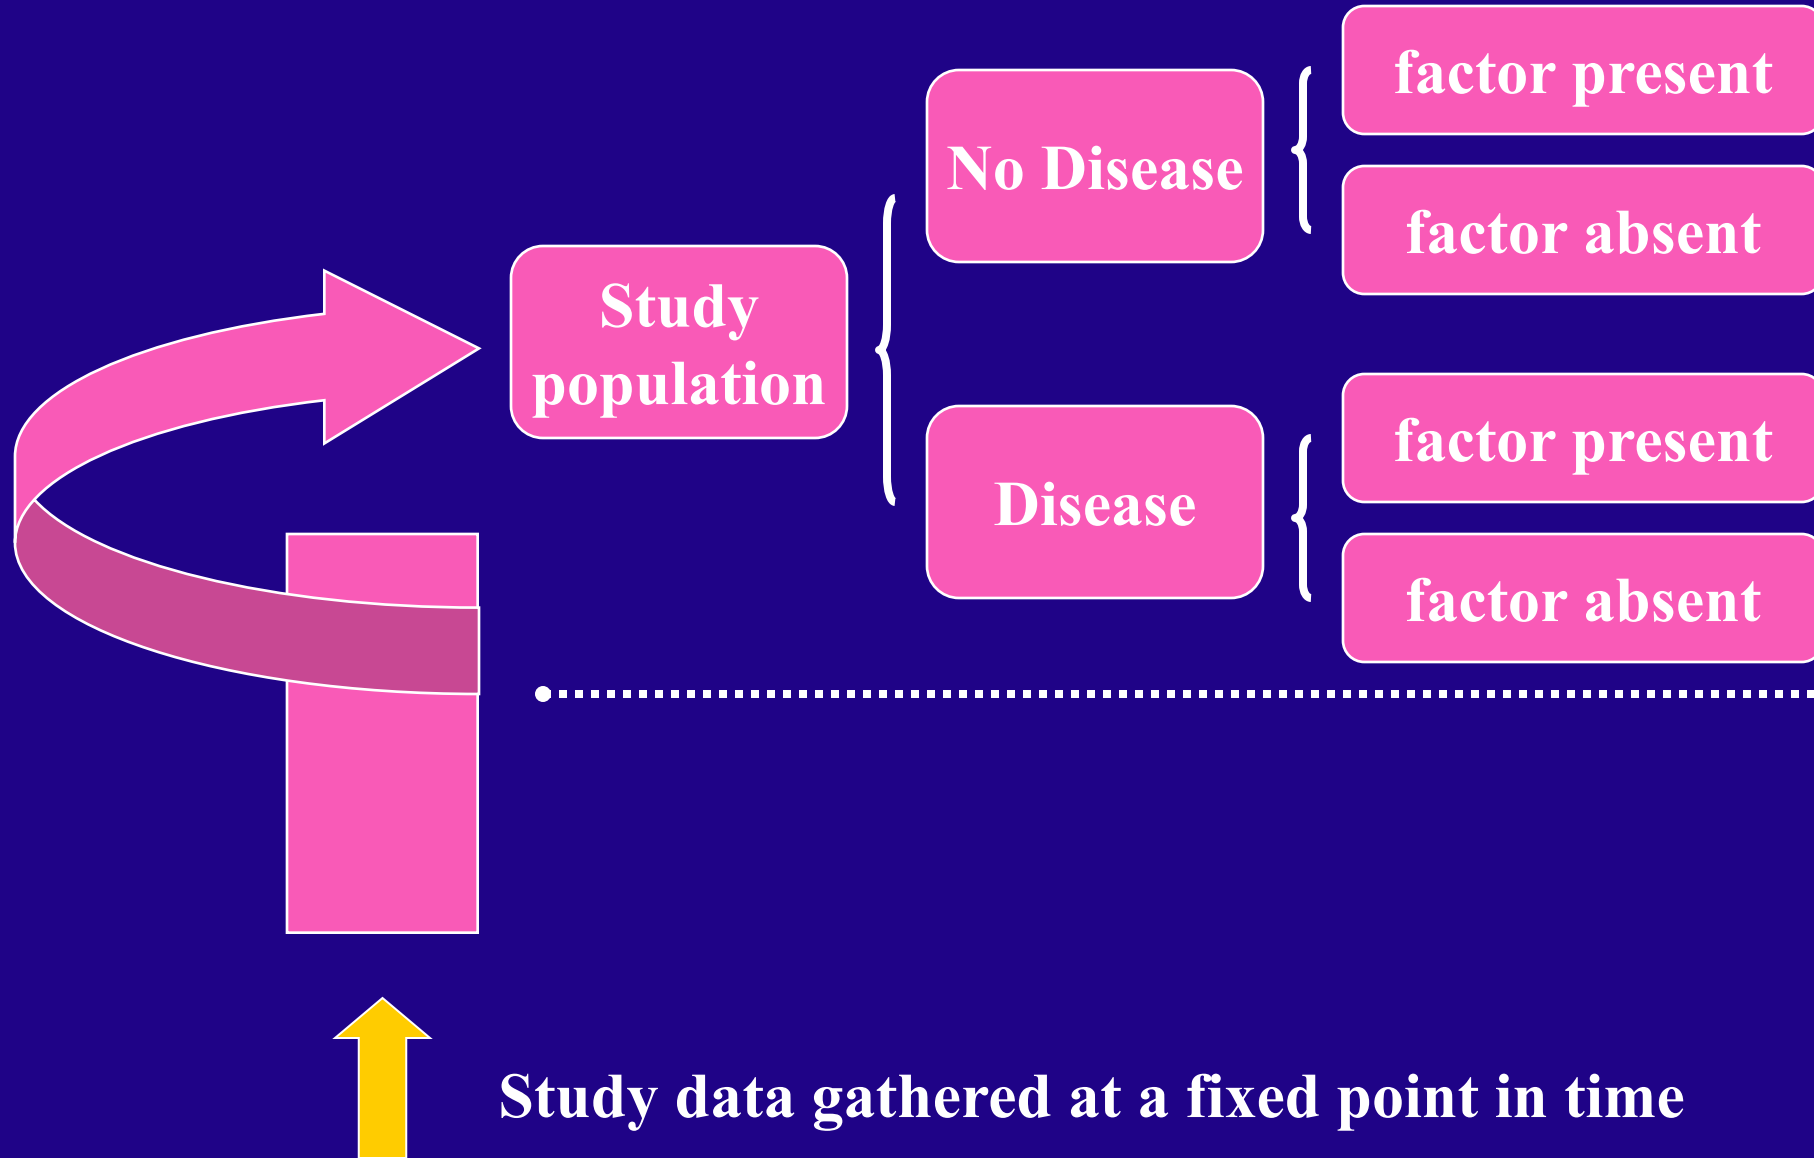 factor present
No Disease
factor absent
Study
population
factor present
Disease
factor absent
Study data gathered at a fixed point in time